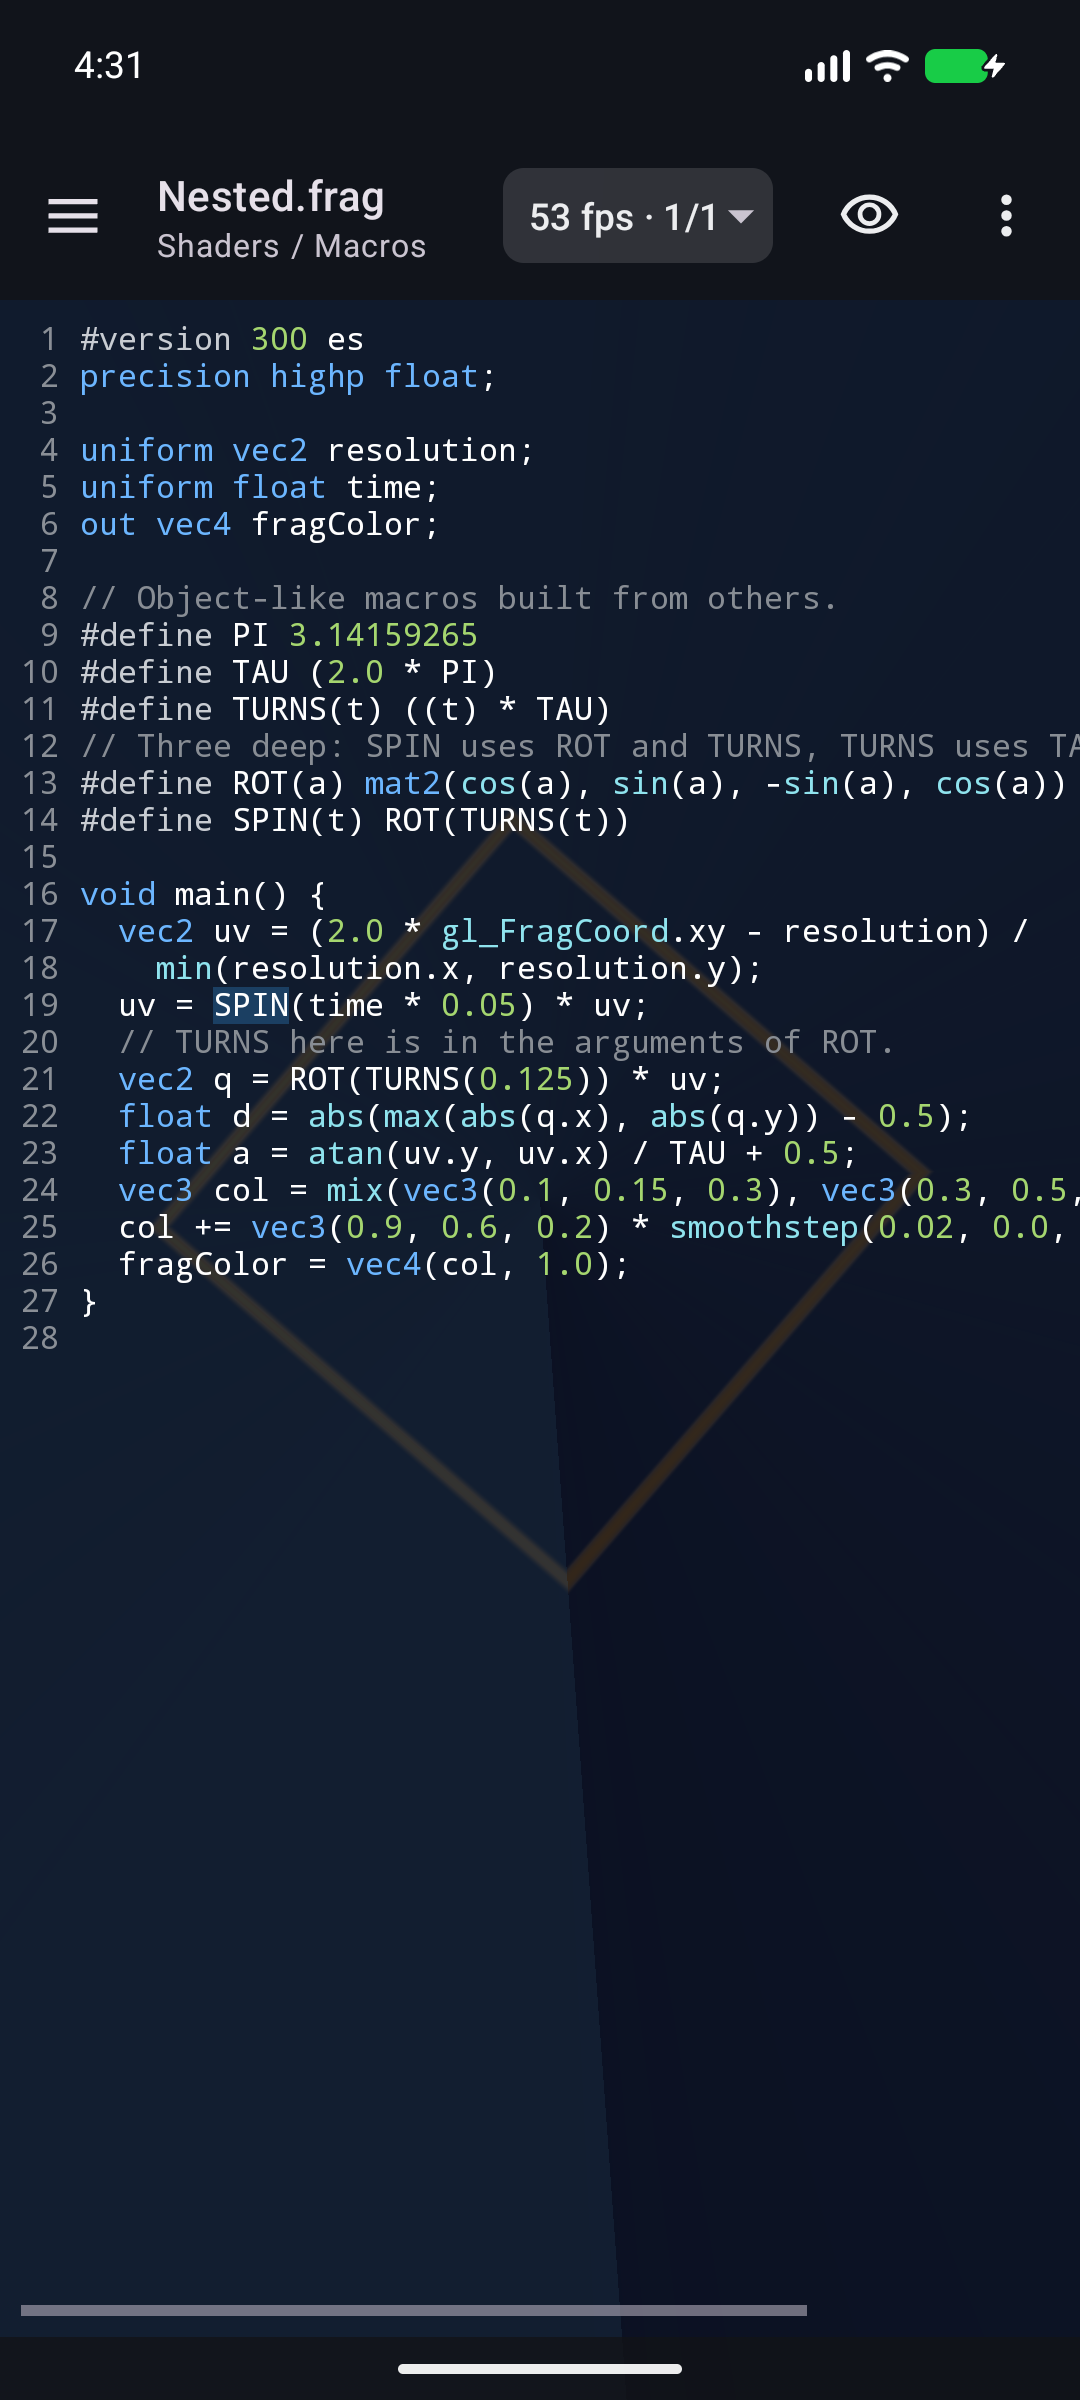 4:31
Nested.frag
Shaders / Macros
53 fps · 1/1
1 #version 300 es
2 precision highp float;
3
4 uniform vec2 resolution;
5 uniform float time;
6 out vec4 fragColor;
7
8 // Object-like macros built from others.
9 #define PI 3.14159265
10 #define TAU (2.0 * PI)
11 #define TURNS(t) ((t) * TAU)
12 // Three deep: SPIN uses ROT and TURNS, TURNS uses TA
13 #define ROT(a) mat2(cos(a), sin(a), -sin(a), cos(a))
14 #define SPIN(t) ROT(TURNS(t))
15
16 void main() {
17   vec2 uv = (2.0 * gl_FragCoord.xy - resolution) /
18     min(resolution.x, resolution.y);
19   uv = SPIN(time * 0.05) * uv;
20   // TURNS here is in the arguments of ROT.
21   vec2 q = ROT(TURNS(0.125)) * uv;
22   float d = abs(max(abs(q.x), abs(q.y)) - 0.5);
23   float a = atan(uv.y, uv.x) / TAU + 0.5;
24   vec3 col = mix(vec3(0.1, 0.15, 0.3), vec3(0.3, 0.5,
25   col += vec3(0.9, 0.6, 0.2) * smoothstep(0.02, 0.0,
26   fragColor = vec4(col, 1.0);
27 }
28